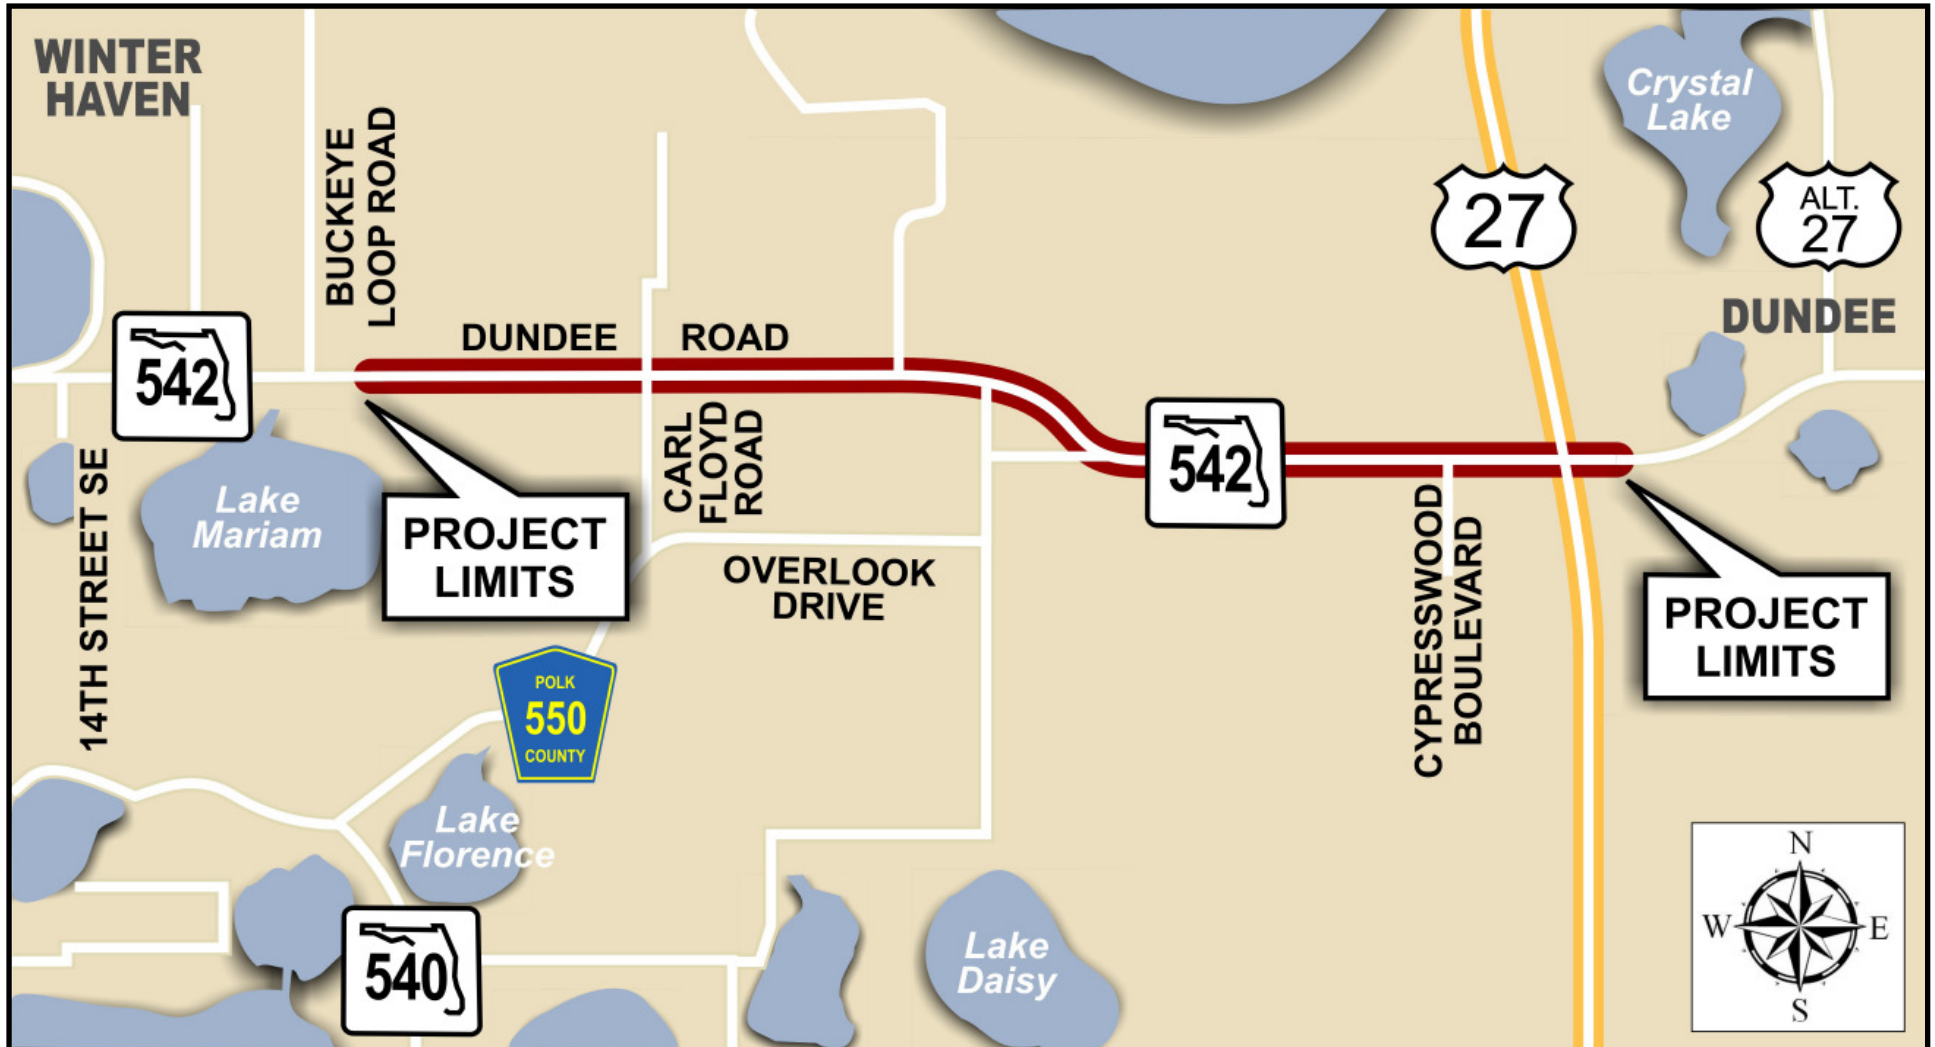 WINTER
HAVEN
BUCKEYE
LOOP ROAD
Crystal
Lake
27
ALT.
27
DUNDEE
DUNDEE ROAD
542
542
CARL
FLOYD
ROAD
14TH STREET SE
Lake
Mariam
PROJECT
LIMITS
OVERLOOK
DRIVE
CYPRESSWOOD
BOULEVARD
PROJECT
LIMITS
POLK
550
COUNTY
Lake
Florence
540
Lake
Daisy
N
W E
S